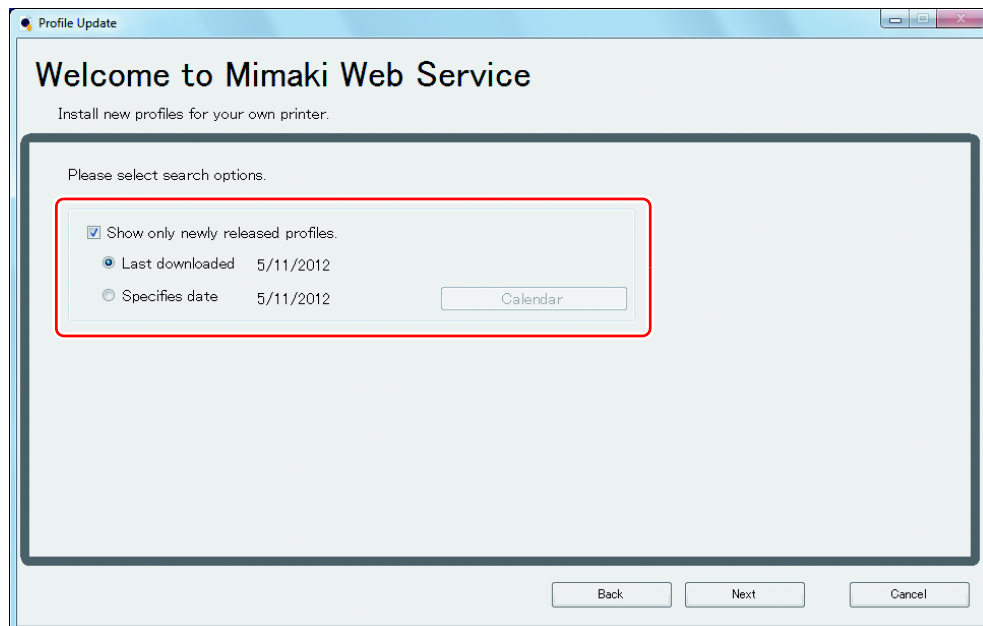 Profile Update
Welcome to Mimaki Web Service
Install new profiles for your own printer.
Please select search options.
Show only newly released profiles.
Last downloaded 5/11/2012
Specifies date 5/11/2012 Calendar
Back Next Cancel